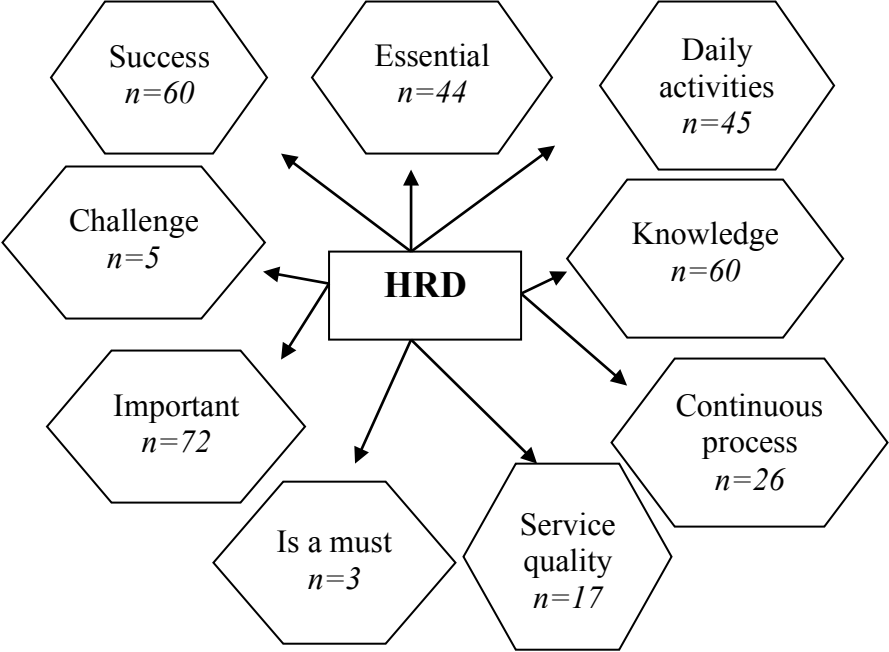 Success
n=60
Essential
n=44
Daily
activities
n=45
Challenge
n=5
HRD
Knowledge
n=60
Important
n=72
Continuous
process
n=26
Is a must
n=3
Service
quality
n=17